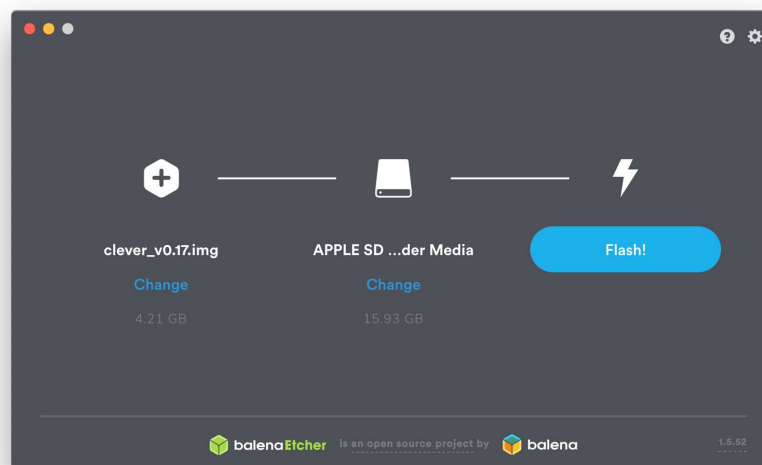 clever_v0.17.img
APPLE SD ...der Media
Flash!
Change
Change
4.21 GB
15.93 GB
balenaEtcher is an open source project by balena
1.5.52